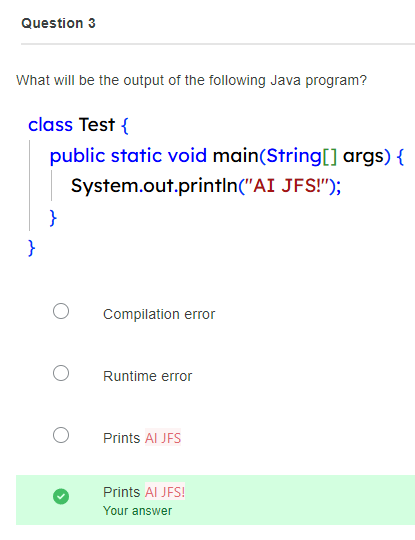 Question 3
What will be the output of the following Java program?
class Test {
public static void main(String[] args) {
System.out.println("AI JFS!");
}
}
Compilation error
Runtime error
Prints AI JFS
Prints AI JFS!
Your answer